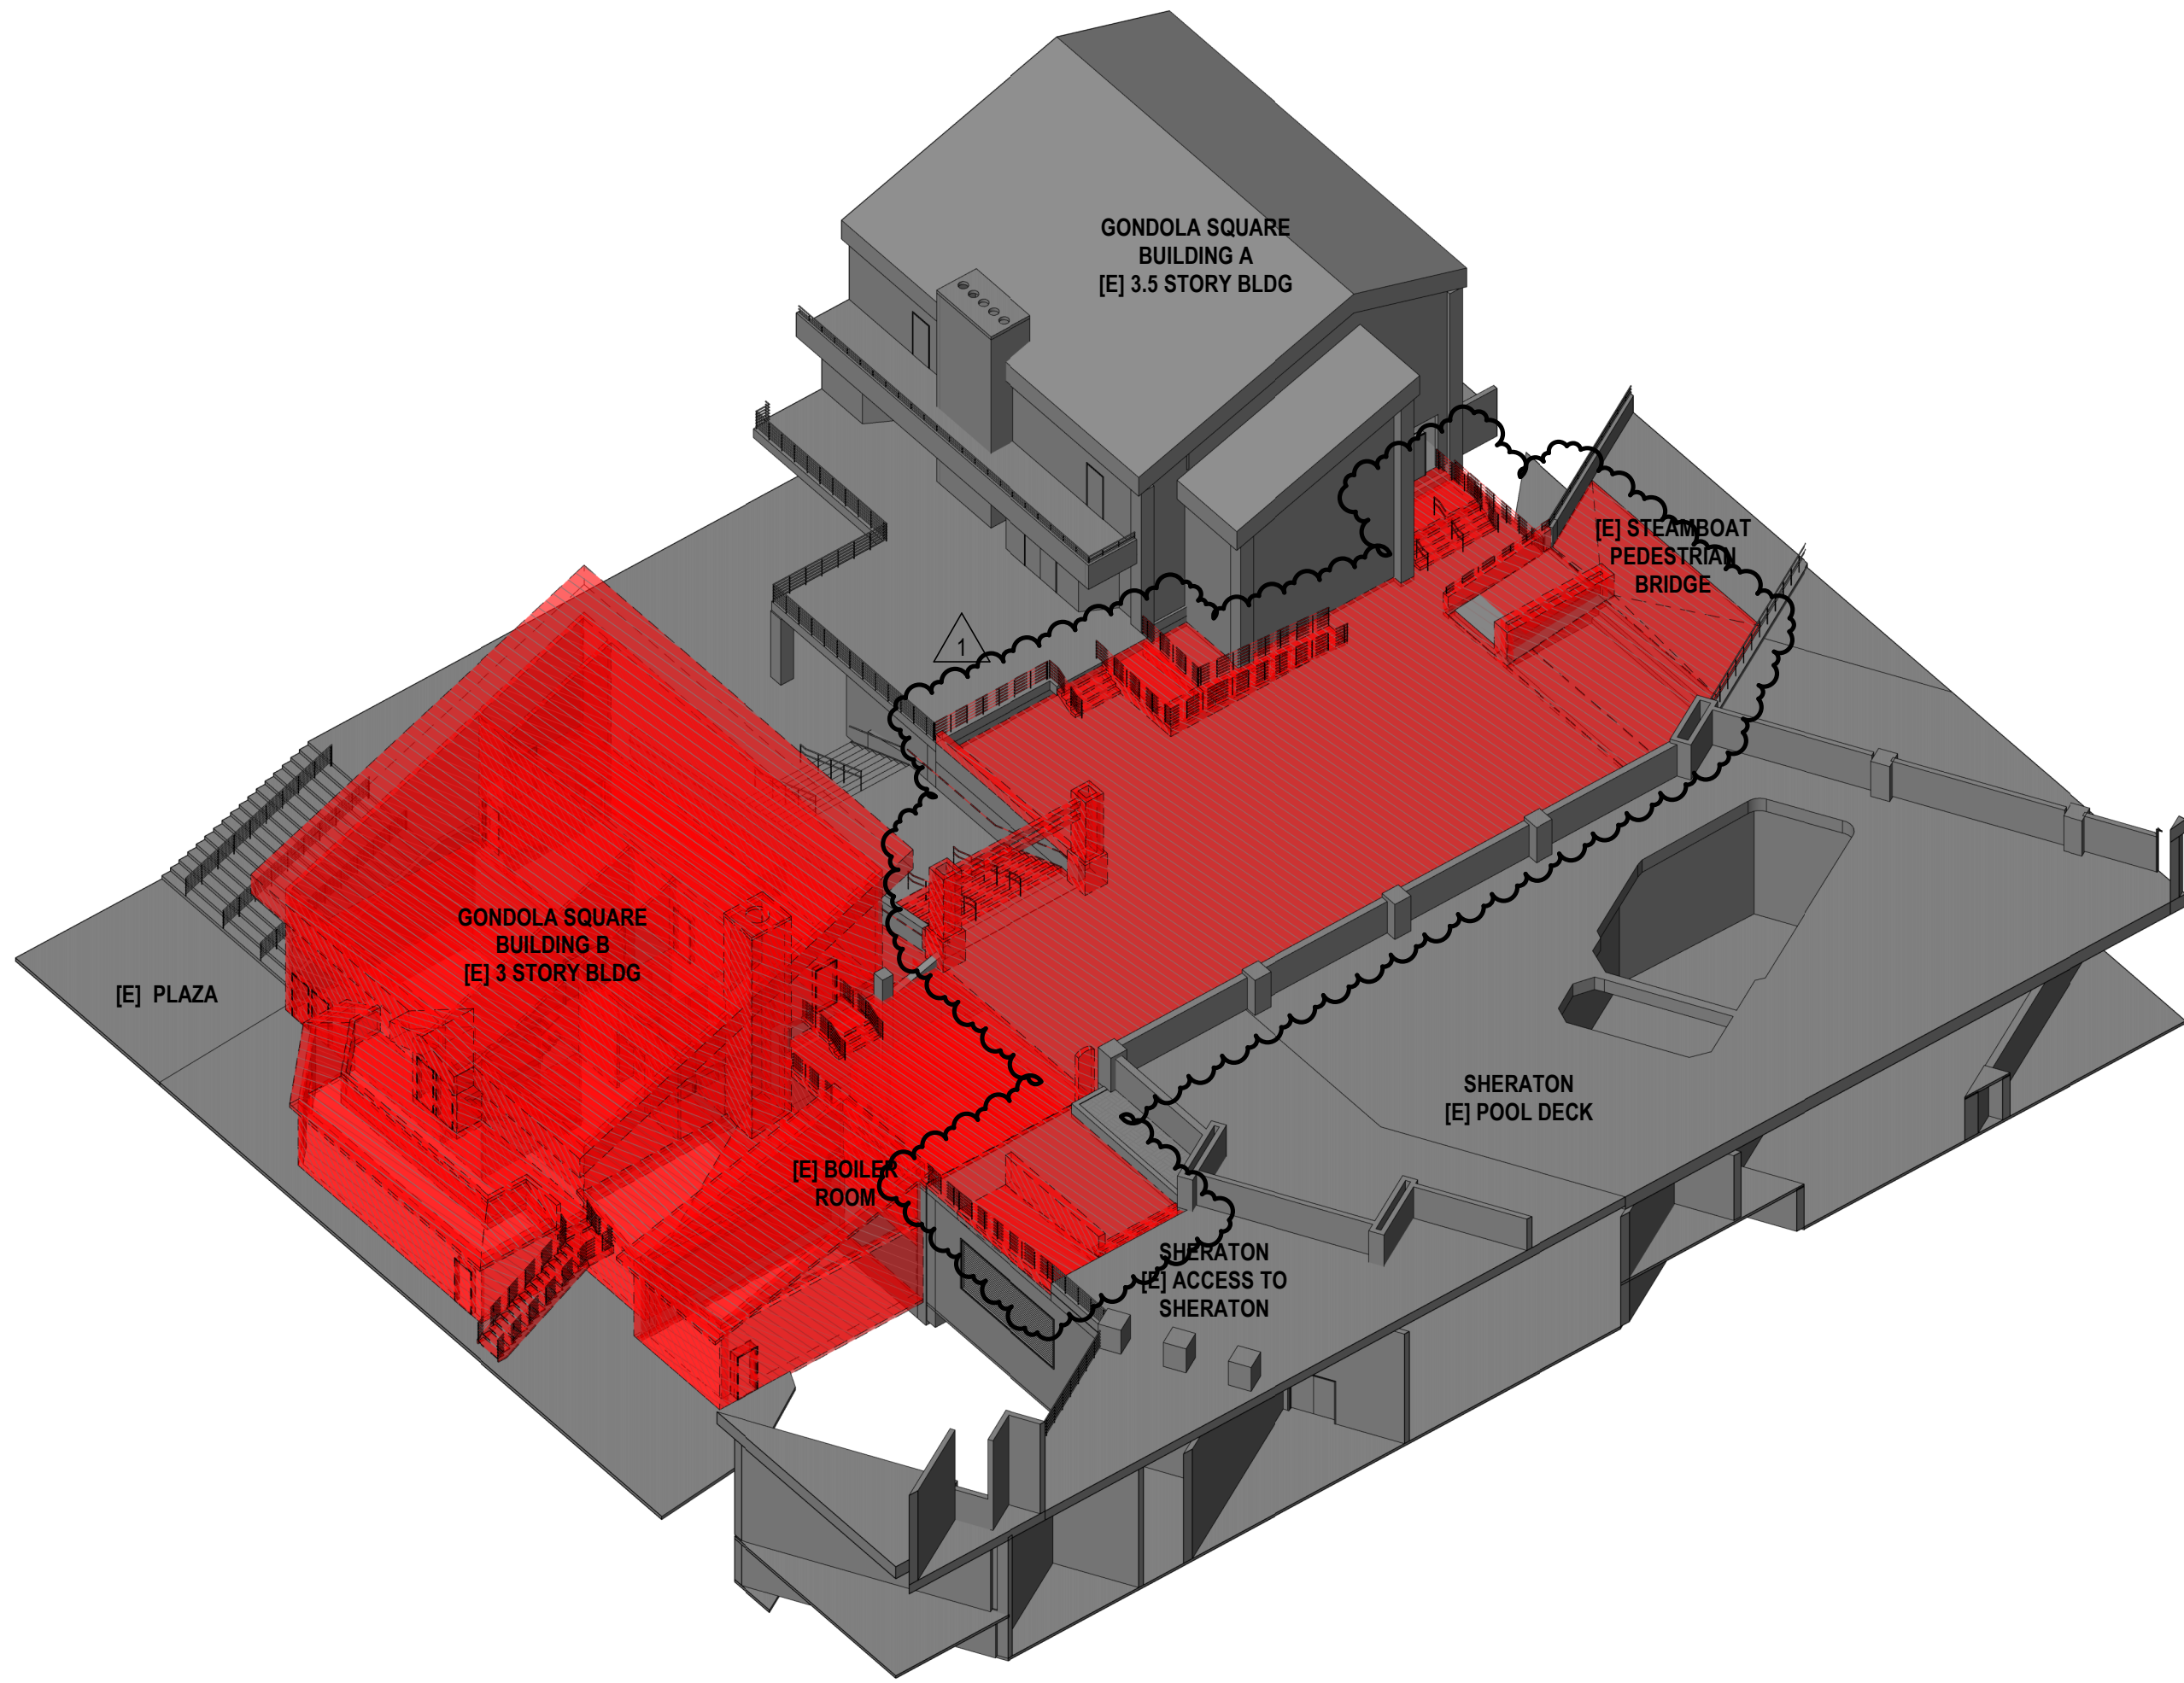 GONDOLA SQUARE
BUILDING A
[E] 3.5 STORY BLDG
[E] STEAMBOAT
PEDESTRIAN
BRIDGE
1
GONDOLA SQUARE
BUILDING B
[E] 3 STORY BLDG
[E] PLAZA
SHERATON
[E] POOL DECK
[E] BOILER
ROOM
SHERATON
[E] ACCESS TO
SHERATON